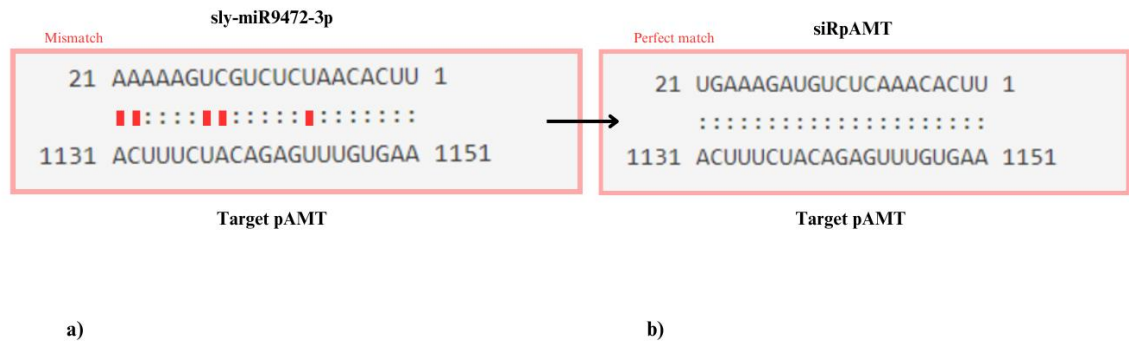 sly-miR9472-3p
Mismatch
21 AAAAAGUCGUCUCUAACACUU 1
::::  :::::  :::::::
1131 ACUUUCUACAGAGUUUGUGAA 1151
Target pAMT
a)
siRpAMT
Perfect match
21 UGAAAGAUGUCUCAAACACUU 1
:::::::::::::::::::::
1131 ACUUUCUACAGAGUUUGUGAA 1151
Target pAMT
b)